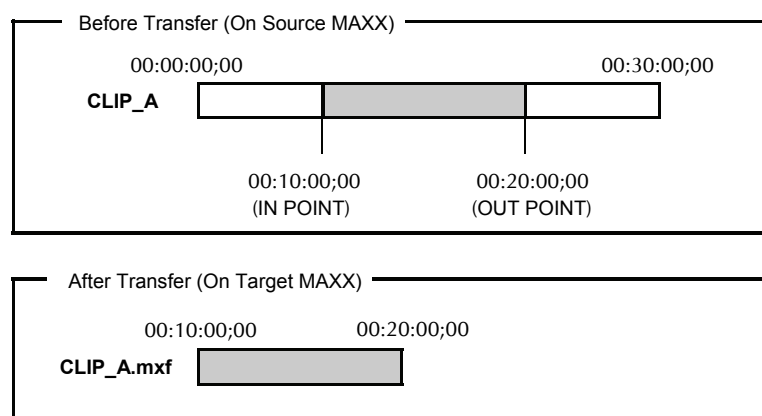 Before Transfer (On Source MAXX)
00:00:00;00 00:30:00;00
CLIP_A
00:10:00;00 00:20:00;00
(IN POINT) (OUT POINT)
After Transfer (On Target MAXX)
00:10:00;00 00:20:00;00
CLIP_A.mxf